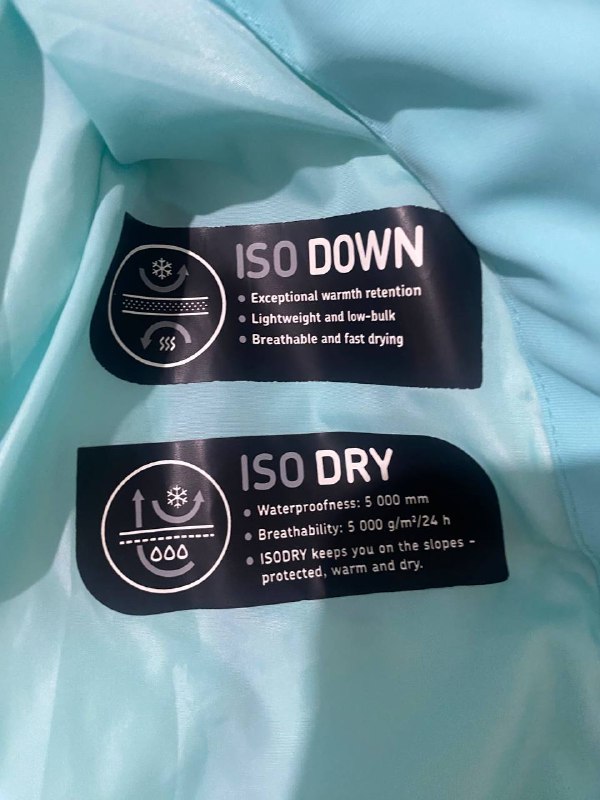 ISO DOWN
• Exceptional warmth retention
• Lightweight and low-bulk
• Breathable and fast drying
ISO DRY
• Waterproofness: 5 000 mm
• Breathability: 5 000 g/m²/24 h
• ISODRY keeps you on the slopes -
protected, warm and dry.